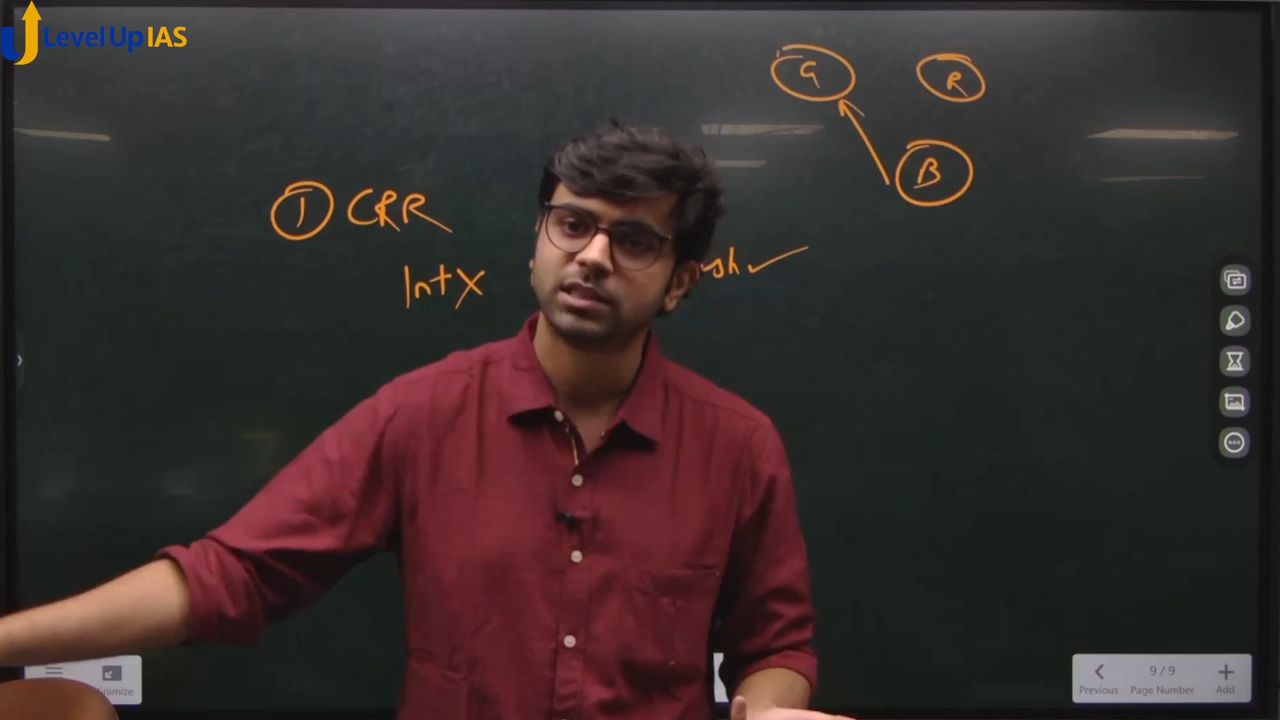 Level Up IAS
G R
B
1 CRR
Int X
9/9
Previous Page Number Add